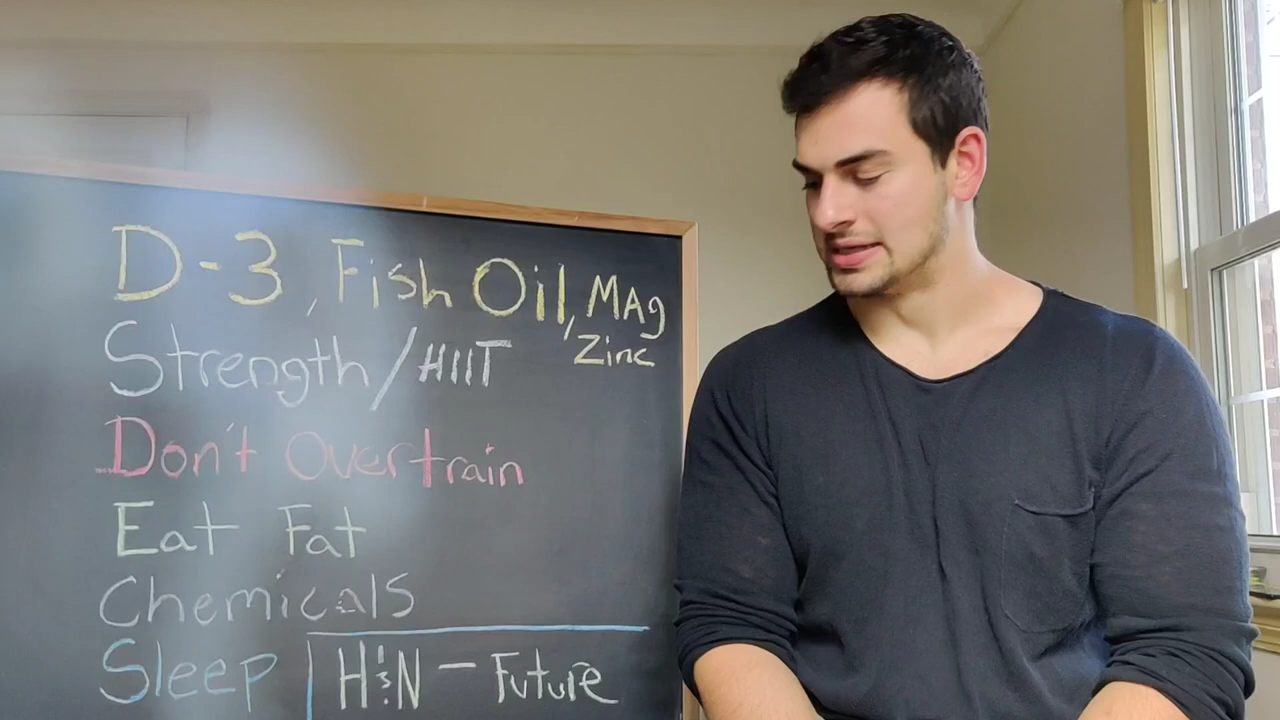 D-3, Fish Oil, MAg
Zinc
Strength/HIIT
Don't Overtrain
Eat Fat
Chemicals
Sleep
H&N - Future